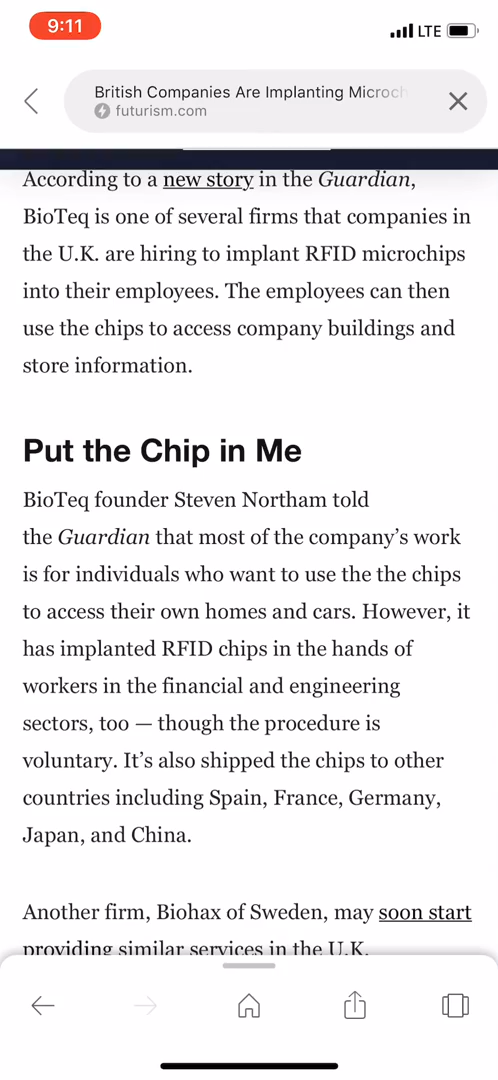 9:11
LTE
British Companies Are Implanting Microch
futurism.com
According to a new story in the Guardian,
BioTeq is one of several firms that companies in
the U.K. are hiring to implant RFID microchips
into their employees. The employees can then
use the chips to access company buildings and
store information.
Put the Chip in Me
BioTeq founder Steven Northam told
the Guardian that most of the company’s work
is for individuals who want to use the the chips
to access their own homes and cars. However, it
has implanted RFID chips in the hands of
workers in the financial and engineering
sectors, too — though the procedure is
voluntary. It’s also shipped the chips to other
countries including Spain, France, Germany,
Japan, and China.
Another firm, Biohax of Sweden, may soon start
providing similar services in the U.K.